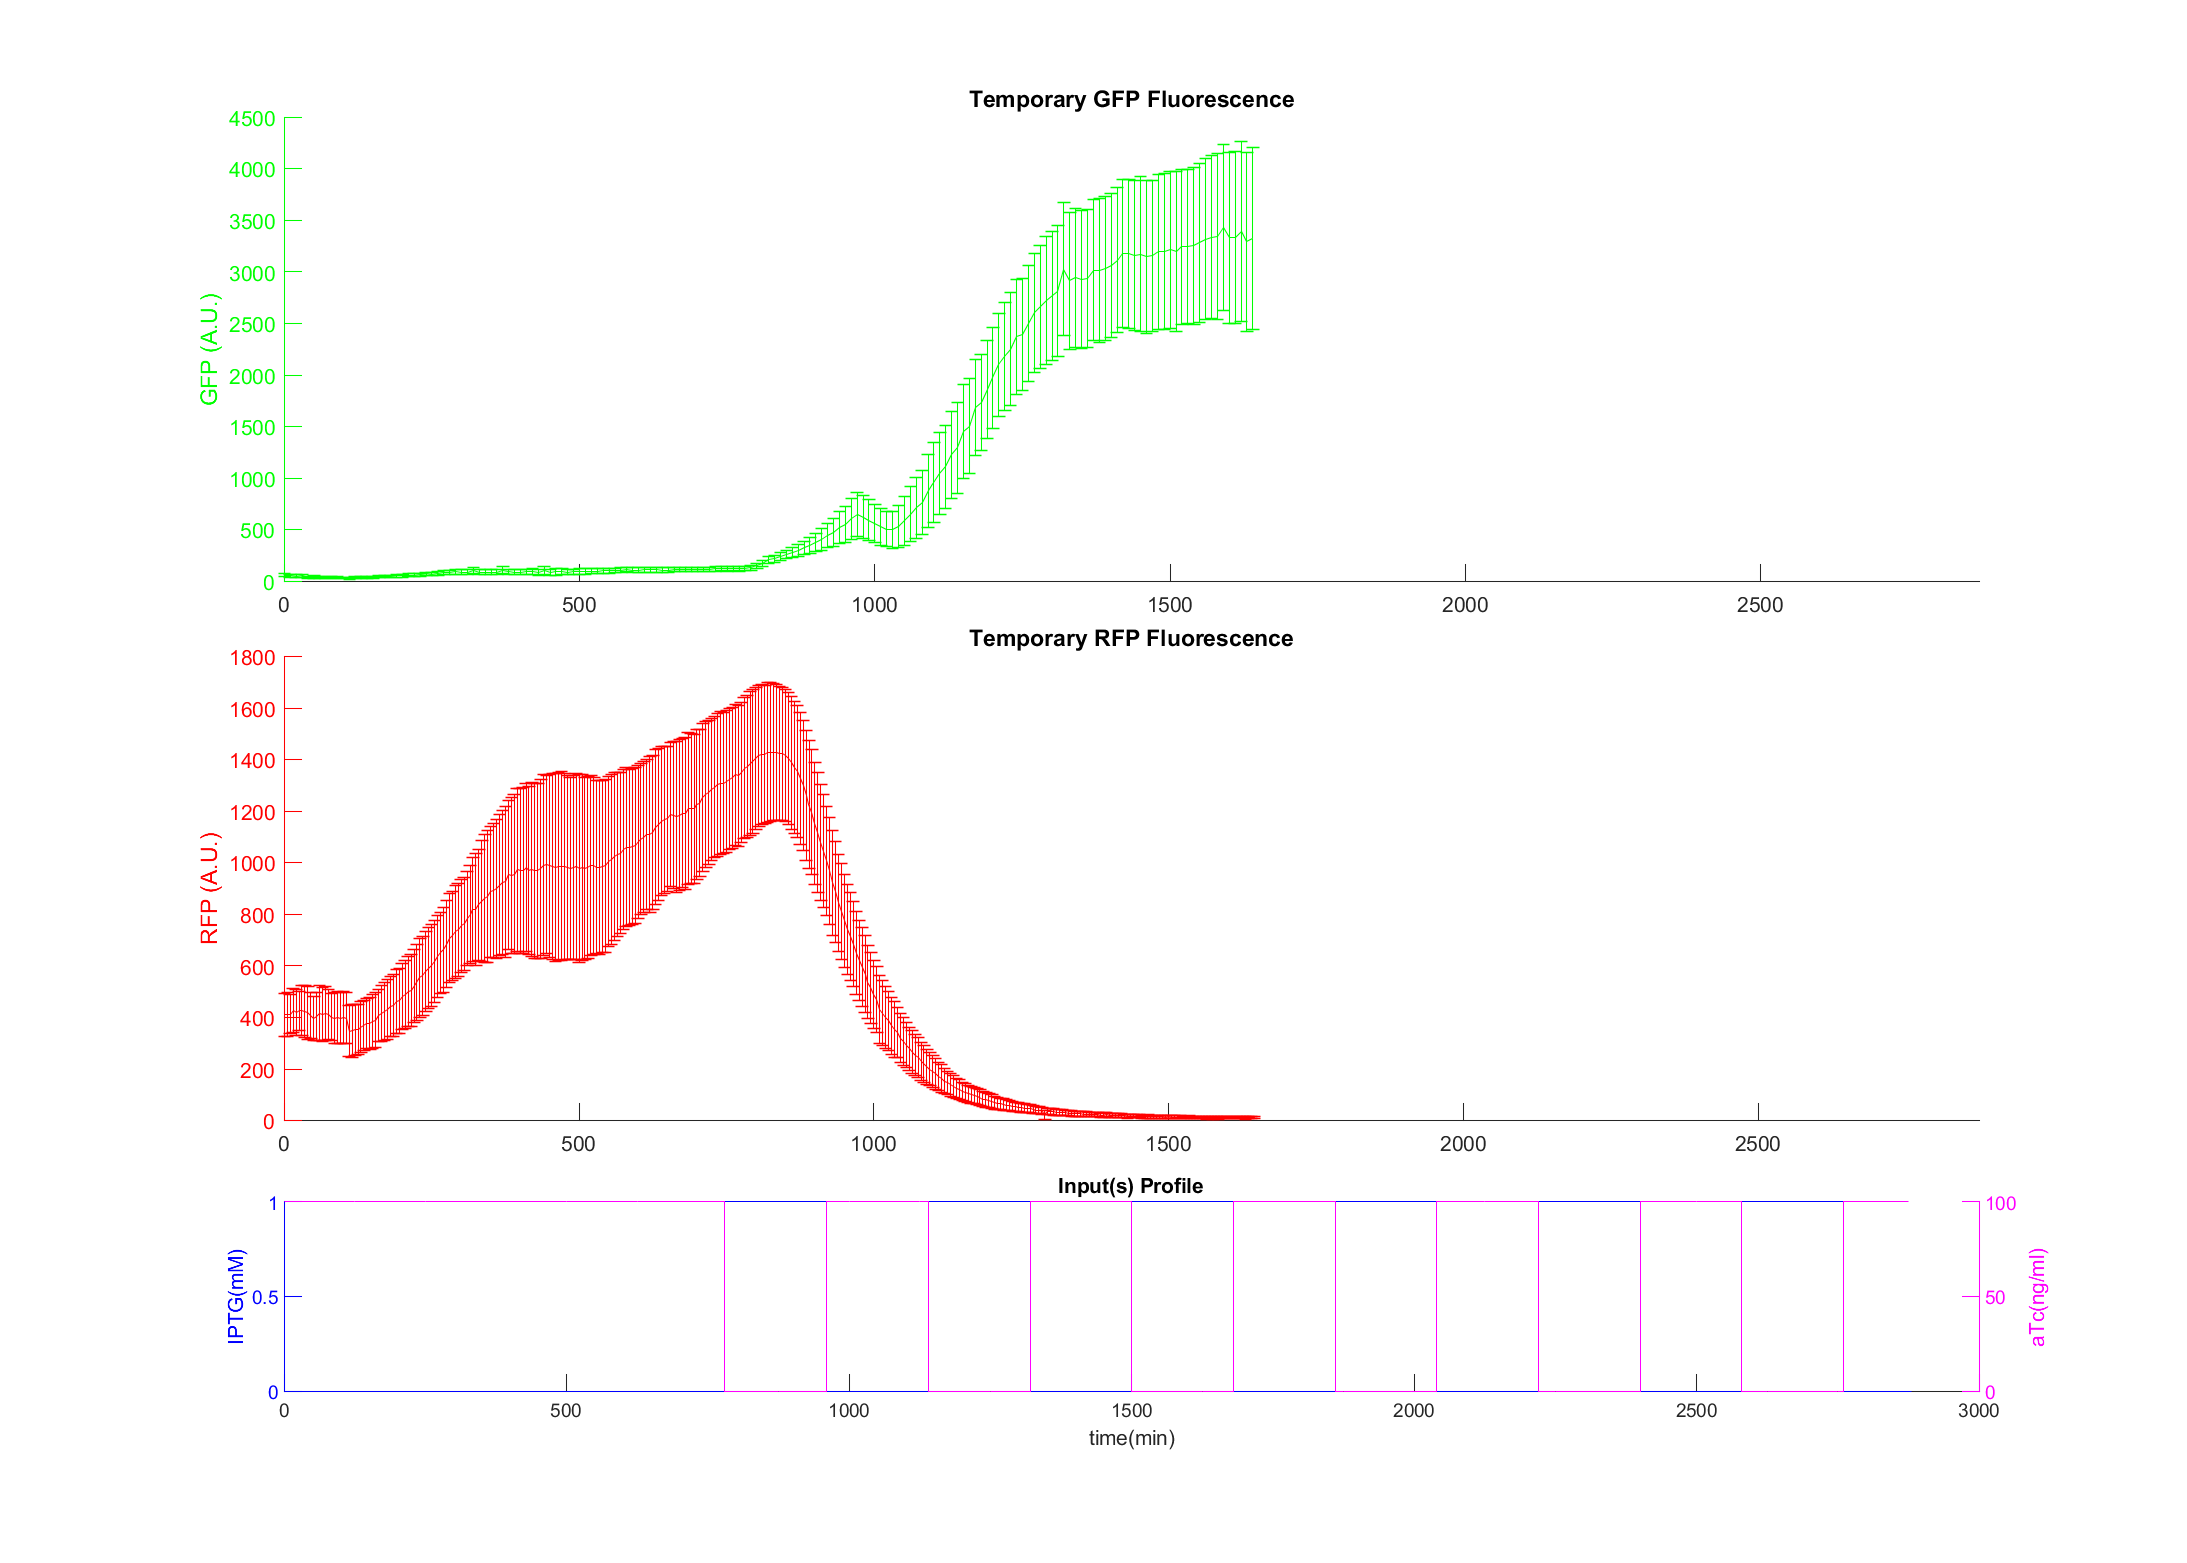 Temporary GFP Fluorescence
4500
4000
3500
3000
2500
2000
1500
1000
500
0
GFP (A.U.)
0 500 1000 1500 2000 2500
Temporary RFP Fluorescence
1800
1600
1400
1200
1000
800
600
400
200
0
RFP (A.U.)
0 500 1000 1500 2000 2500
Input(s) Profile
1
0.5
0
IPTG(mM)
100
50
0
aTc(ng/ml)
0 500 1000 1500 2000 2500 3000
time(min)